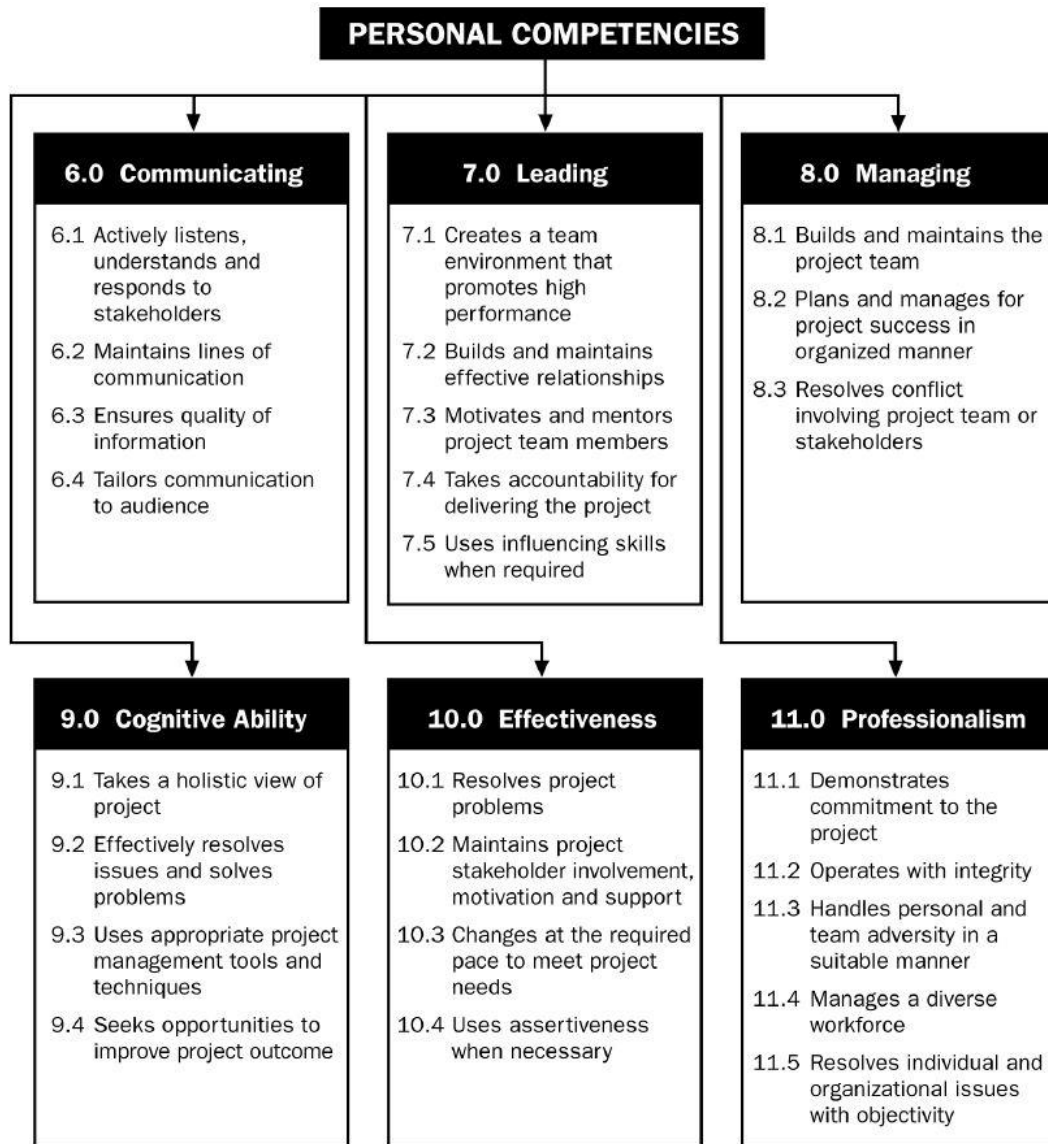 PERSONAL COMPETENCIES
6.0 Communicating
6.1 Actively listens,
understands and
responds to
stakeholders
6.2 Maintains lines of
communication
6.3 Ensures quality of
information
6.4 Tailors communication
to audience
7.0 Leading
7.1 Creates a team
environment that
promotes high
performance
7.2 Builds and maintains
effective relationships
7.3 Motivates and mentors
project team members
7.4 Takes accountability for
delivering the project
7.5 Uses influencing skills
when required
8.0 Managing
8.1 Builds and maintains the
project team
8.2 Plans and manages for
project success in
organized manner
8.3 Resolves conflict
involving project team or
stakeholders
9.0 Cognitive Ability
9.1 Takes a holistic view of
project
9.2 Effectively resolves
issues and solves
problems
9.3 Uses appropriate project
management tools and
techniques
9.4 Seeks opportunities to
improve project outcome
10.0 Effectiveness
10.1 Resolves project
problems
10.2 Maintains project
stakeholder involvement,
motivation and support
10.3 Changes at the required
pace to meet project
needs
10.4 Uses assertiveness
when necessary
11.0 Professionalism
11.1 Demonstrates
commitment to the
project
11.2 Operates with integrity
11.3 Handles personal and
team adversity in a
suitable manner
11.4 Manages a diverse
workforce
11.5 Resolves individual and
organizational issues
with objectivity